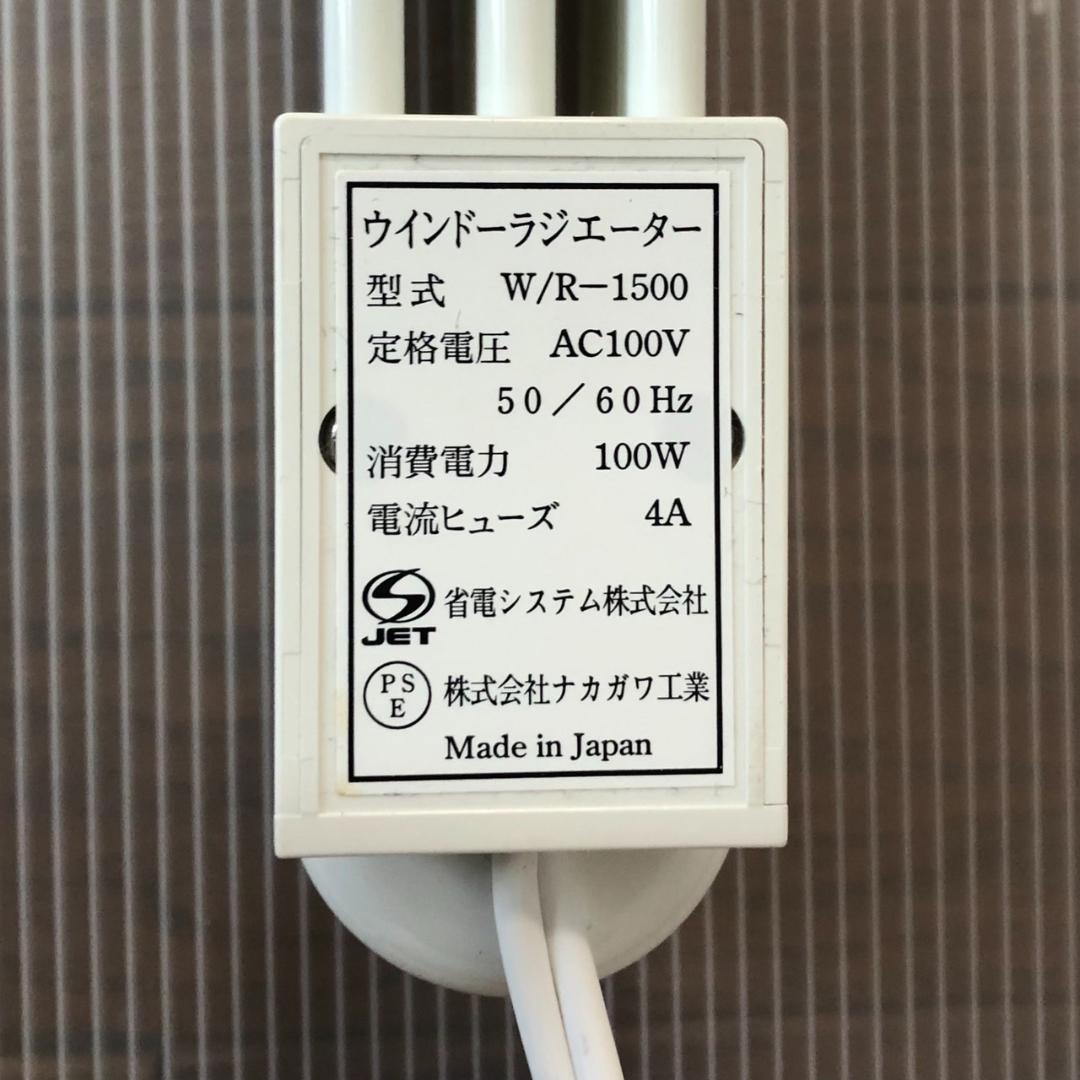 ウインドーラジエーター
型式 W/R-1500
定格電圧 AC100V
50/60Hz
消費電力 100W
電流ヒューズ 4A
JET 省電システム株式会社
PSE 株式会社ナカガワ工業
Made in Japan